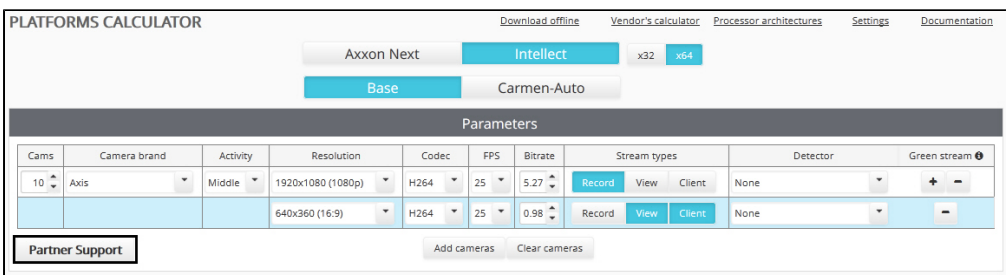 PLATFORMS CALCULATOR Download offline Vendor's calculator Processor architectures Settings Documentation
Axxon Next Intellect x32 x64
Base Carmen-Auto
Parameters
Cams Camera brand Activity Resolution Codec FPS Bitrate Stream types Detector Green stream
10 Axis Middle 1920x1080 (1080p) H264 25 5.27 Record View Client None + -
640x360 (16:9) H264 25 0.98 Record View Client None -
Partner Support Add cameras Clear cameras